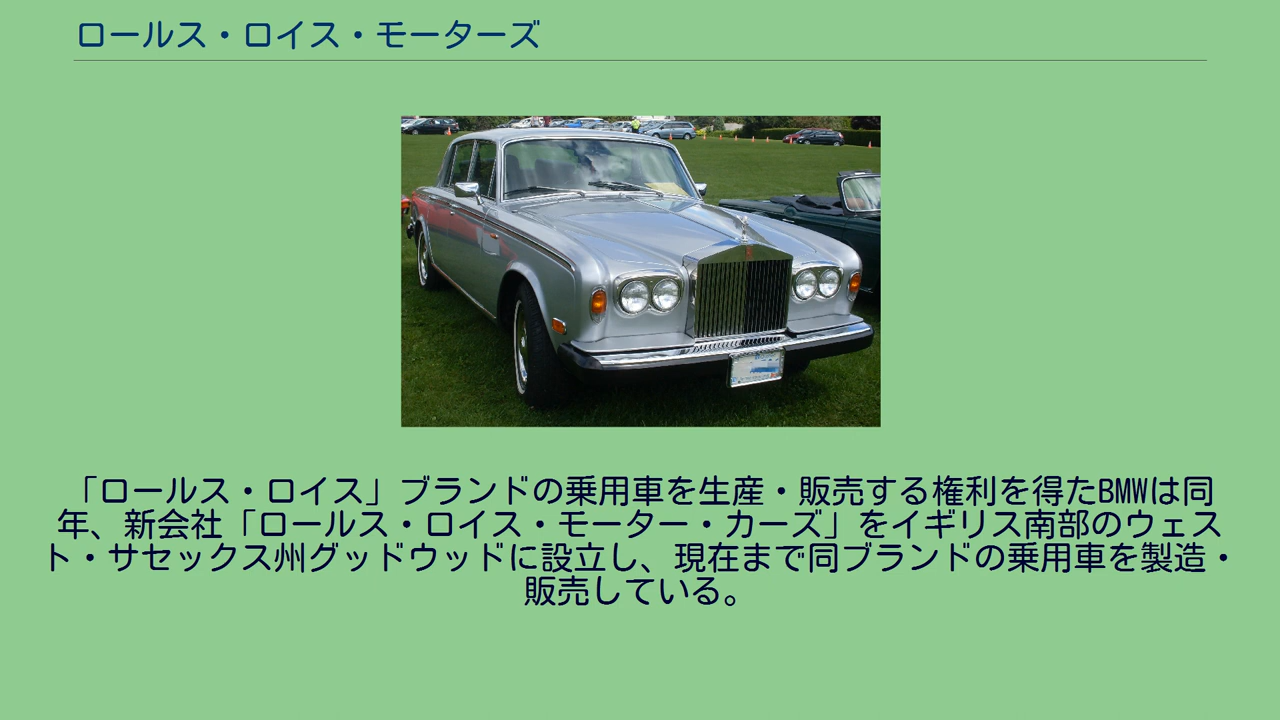 ロールス・ロイス・モーターズ
「ロールス・ロイス」ブランドの乗用車を生産・販売する権利を得たBMWは同
年、新会社「ロールス・ロイス・モーター・カーズ」をイギリス南部のウェス
ト・サセックス州グッドウッドに設立し、現在まで同ブランドの乗用車を製造・
販売している。